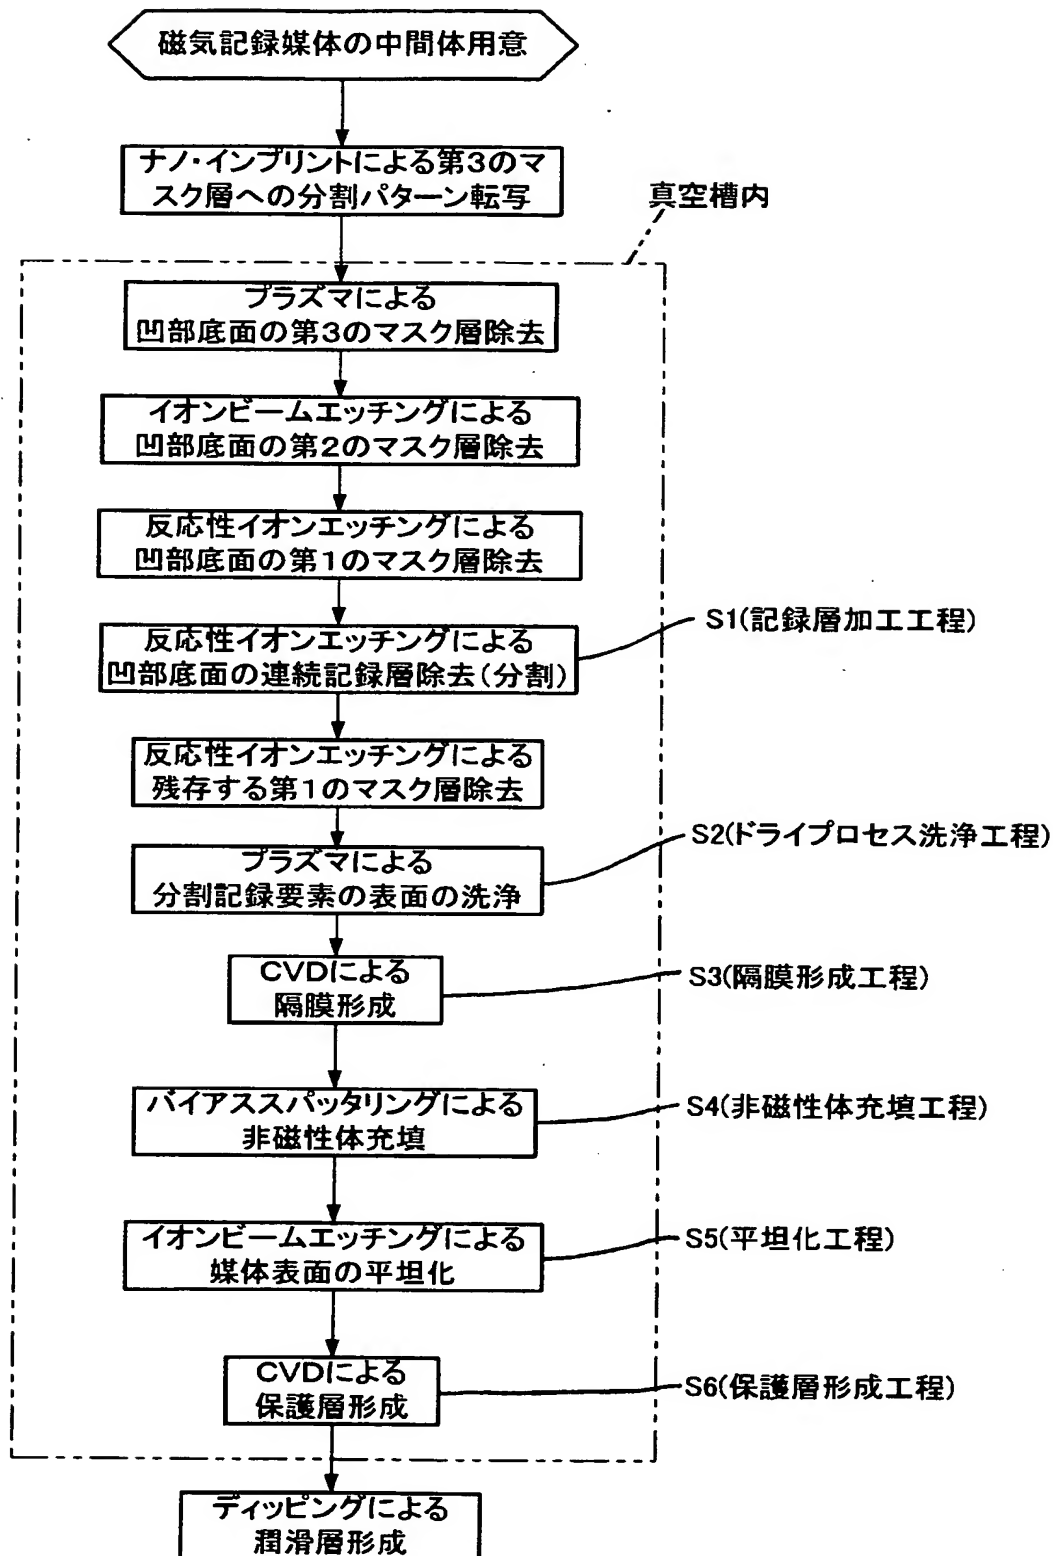 磁気記録媒体の中間体用意
ナノ・インプリントによる第3のマ
スク層への分割パターン転写
真空槽内
プラズマによる
凹部底面の第3のマスク層除去
イオンビームエッチングによる
凹部底面の第2のマスク層除去
反応性イオンエッチングによる
凹部底面の第1のマスク層除去
反応性イオンエッチングによる
凹部底面の連続記録層除去(分割)
S1(記録層加工工程)
反応性イオンエッチングによる
残存する第1のマスク層除去
プラズマによる
分割記録要素の表面の洗浄
S2(ドライプロセス洗浄工程)
CVDによる
隔膜形成
S3(隔膜形成工程)
バイアススパッタリングによる
非磁性体充填
S4(非磁性体充填工程)
イオンビームエッチングによる
媒体表面の平坦化
S5(平坦化工程)
CVDによる
保護層形成
S6(保護層形成工程)
ディッピングによる
潤滑層形成